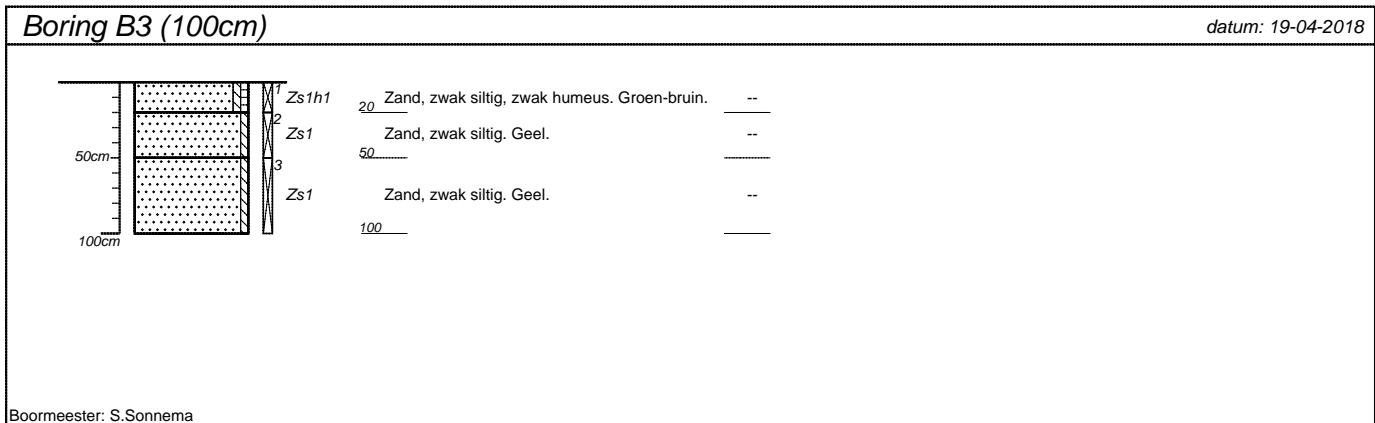 Boring B3 (100cm) datum: 19-04-2018
1 Zs1h1 20 Zand, zwak siltig, zwak humeus. Groen-bruin. --
2 Zs1 Zand, zwak siltig. Geel. --
50cm 50
3
Zs1 Zand, zwak siltig. Geel. --
100cm 100
Boormeester: S.Sonnema